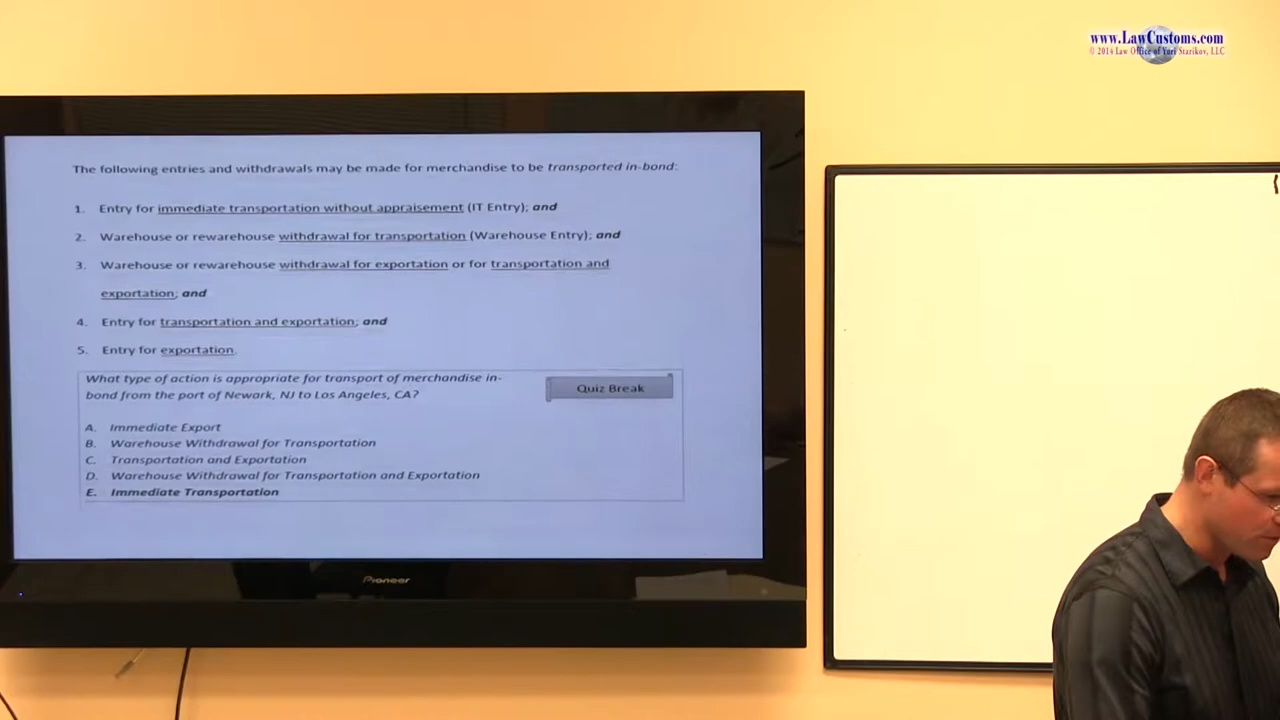 www.LawCustoms.com
© 2014 Law Office of Yuri Starikov, LLC
The following entries and withdrawals may be made for merchandise to be transported in-bond:
1. Entry for immediate transportation without appraisement (IT Entry); and
2. Warehouse or rewarehouse withdrawal for transportation (Warehouse Entry); and
3. Warehouse or rewarehouse withdrawal for exportation or for transportation and
exportation; and
4. Entry for transportation and exportation; and
5. Entry for exportation.
What type of action is appropriate for transport of merchandise in-
bond from the port of Newark, NJ to Los Angeles, CA?
Quiz Break
A. Immediate Export
B. Warehouse Withdrawal for Transportation
C. Transportation and Exportation
D. Warehouse Withdrawal for Transportation and Exportation
E. Immediate Transportation
Pioneer